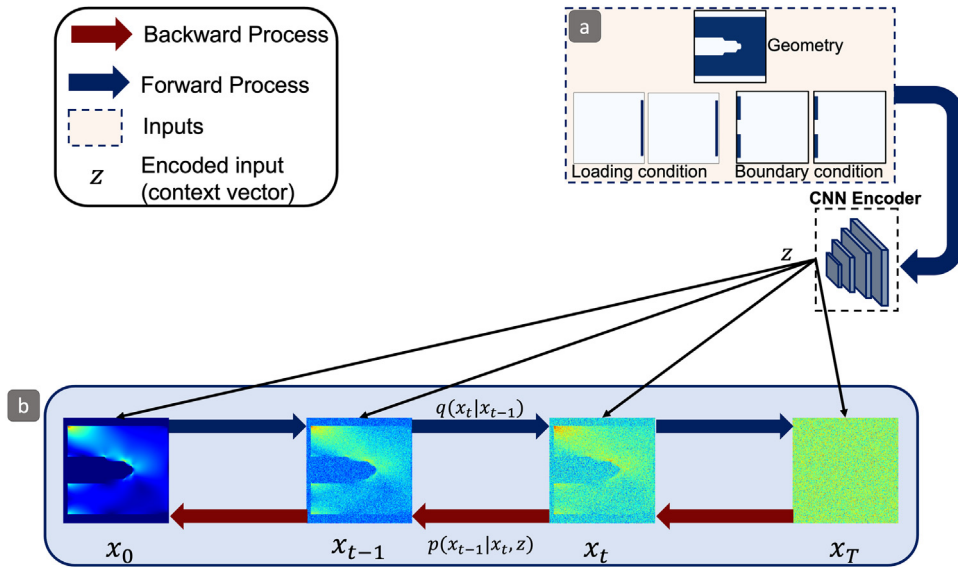 Backward Process
Forward Process
Inputs
z Encoded input
(context vector)
a
Geometry
Loading condition
Boundary condition
CNN Encoder
z
b
q(x_t|x_{t-1})
p(x_{t-1}|x_t, z)
x_0
x_{t-1}
x_t
x_T